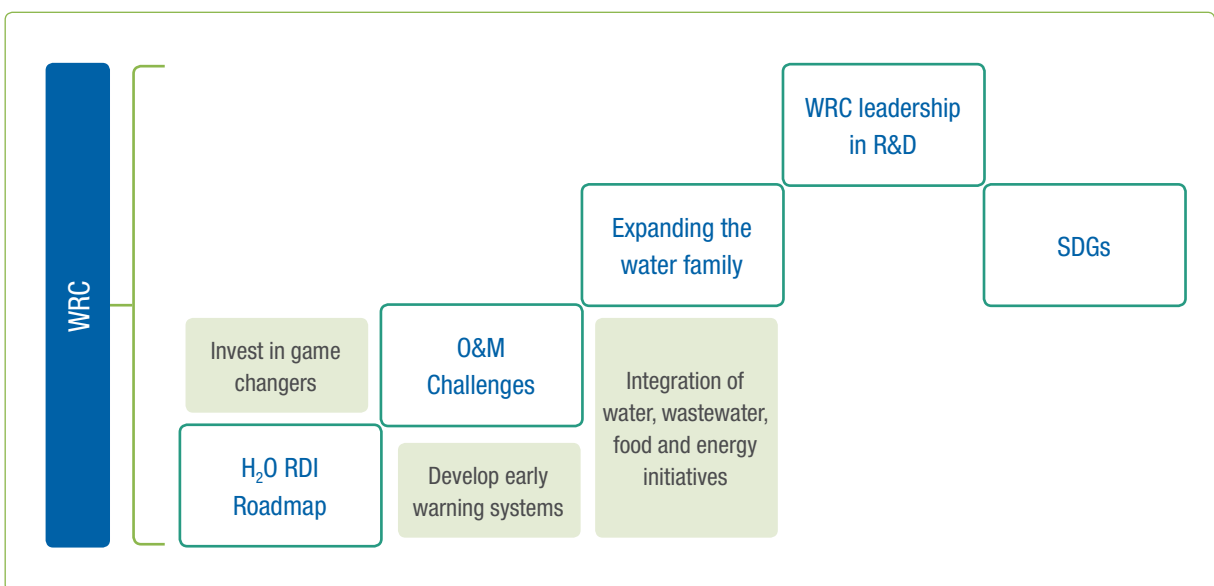 WRC
WRC leadership
in R&D
Expanding the
water family
SDGs
Invest in game
changers
O&M
Challenges
Integration of
water, wastewater,
food and energy
initiatives
H₂O RDI
Roadmap
Develop early
warning systems